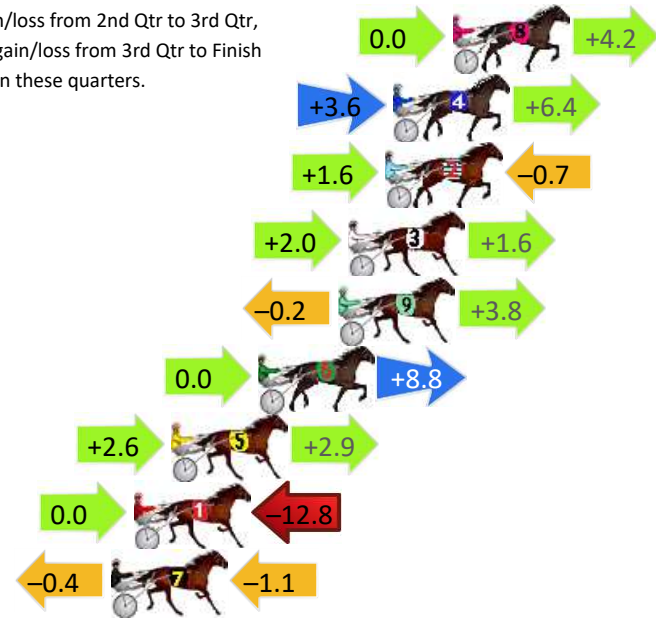 n/loss from 2nd Qtr to 3rd Qtr,
gain/loss from 3rd Qtr to Finish
n these quarters.
0.0 8 +4.2
+3.6 4 +6.4
+1.6 2 –0.7
+2.0 3 +1.6
–0.2 9 +3.8
0.0 6 +8.8
+2.6 5 +2.9
0.0 1 –12.8
–0.4 7 –1.1